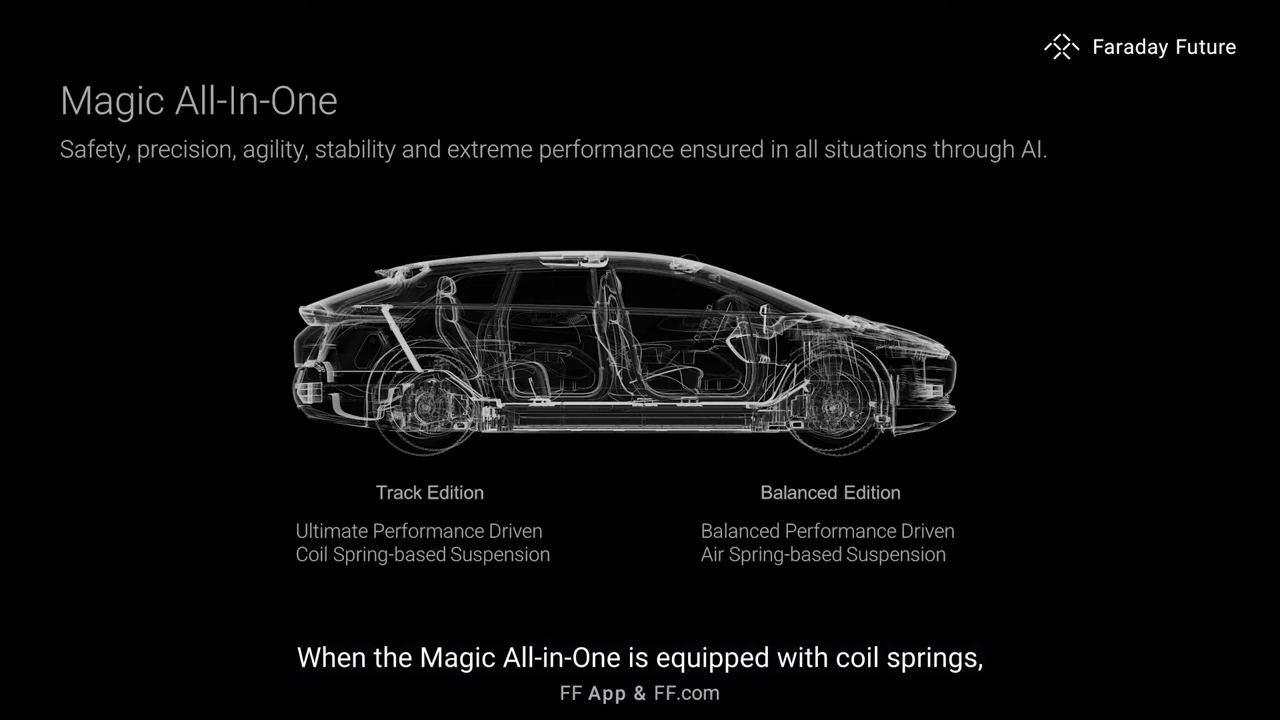 Faraday Future
Magic All-In-One
Safety, precision, agility, stability and extreme performance ensured in all situations through AI.
Track Edition
Ultimate Performance Driven
Coil Spring-based Suspension
Balanced Edition
Balanced Performance Driven
Air Spring-based Suspension
When the Magic All-in-One is equipped with coil springs,
FF App & FF.com